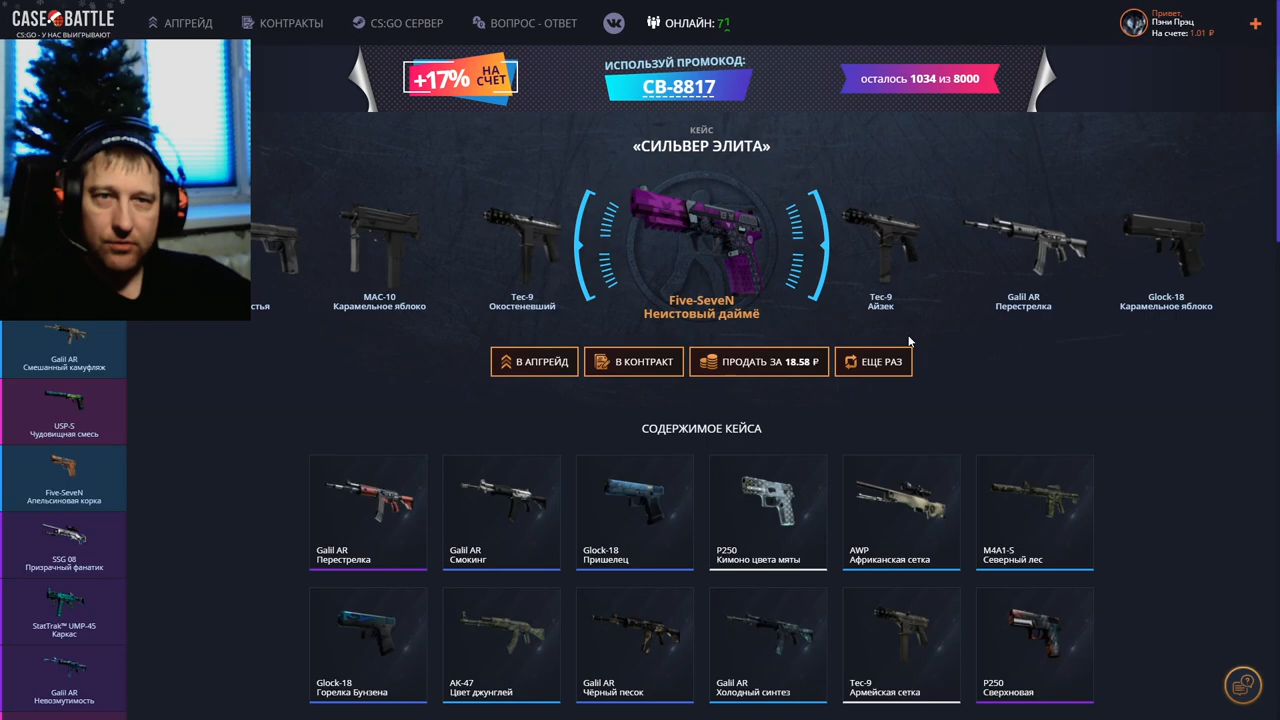 CASE BATTLE
CS:GO - У НАС ВЫИГРЫВАЮТ
АПГРЕЙД
КОНТРАКТЫ
CS:GO СЕРВЕР
ВОПРОС - ОТВЕТ
ОНЛАЙН:
Привет,
Пэни Прэц
На счете: 1.01 ₽
+17% НА СЧЕТ
ИСПОЛЬЗУЙ ПРОМОКОД:
CB-8817
осталось 1034 из 8000
КЕЙС
«СИЛЬВЕР ЭЛИТА»
MAC-10
Карамельное яблоко
Tec-9
Окостеневший
Five-SeveN
Неистовый даймё
Tec-9
Айзек
Galil AR
Перестрелка
Glock-18
Карамельное яблоко
В АПГРЕЙД
В КОНТРАКТ
ПРОДАТЬ ЗА 18.58 ₽
ЕЩЕ РАЗ
Galil AR
Смешанный камуфляж
USP-S
Чудовищная смесь
Five-SeveN
Апельсиновая корка
SSG 08
Призрачный фанатик
StatTrak™ UMP-45
Каркас
Galil AR
Невозмутимость
СОДЕРЖИМОЕ КЕЙСА
Galil AR
Перестрелка
Galil AR
Смокинг
Glock-18
Пришелец
P250
Кимоно цвета мяты
AWP
Африканская сетка
M4A1-S
Северный лес
Glock-18
Горелка Бунзена
AK-47
Цвет джунглей
Galil AR
Чёрный песок
Galil AR
Холодный синтез
Tec-9
Армейская сетка
P250
Сверхновая